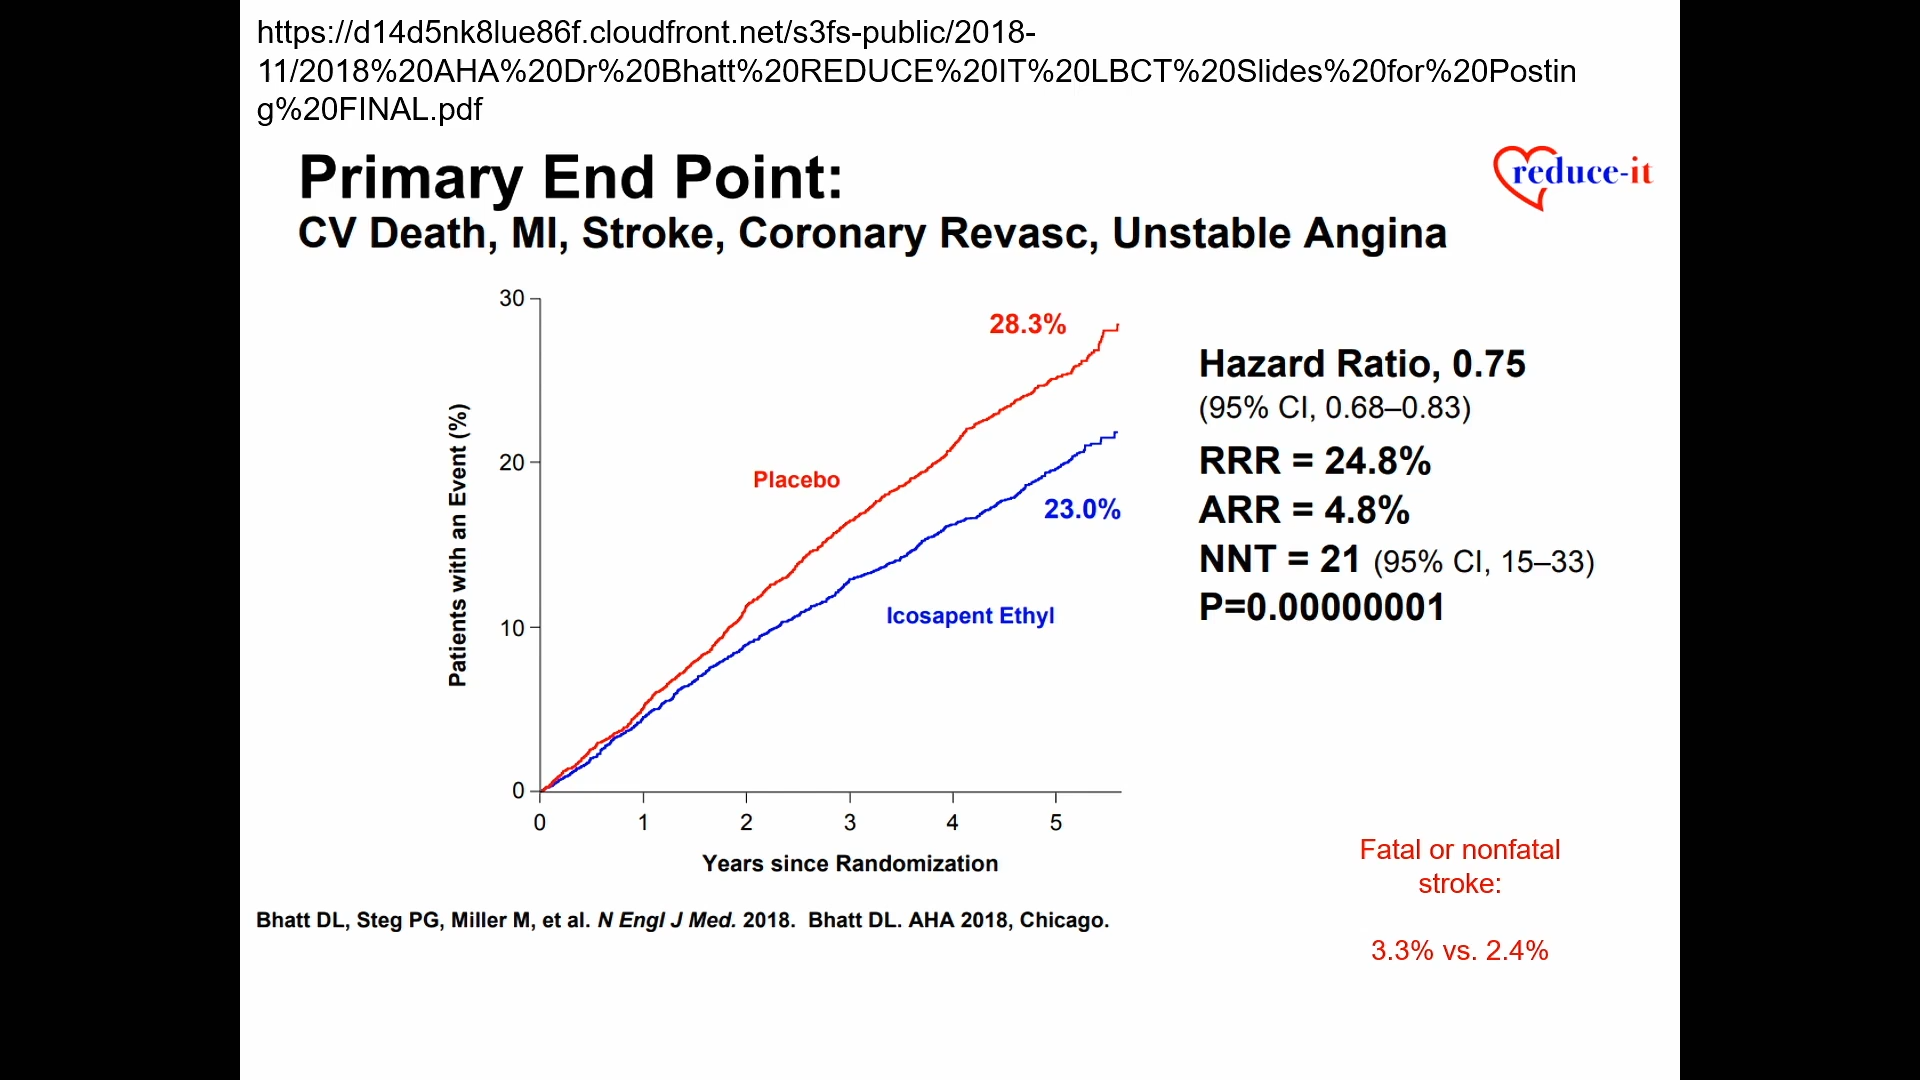 https://d14d5nk8lue86f.cloudfront.net/s3fs-public/2018-
11/2018%20AHA%20Dr%20Bhatt%20REDUCE%20IT%20LBCT%20Slides%20for%20Postin
g%20FINAL.pdf
Primary End Point:
reduce-it
CV Death, MI, Stroke, Coronary Revasc, Unstable Angina
30
20
10
0
Patients with an Event (%)
28.3%
Placebo
23.0%
Icosapent Ethyl
0 1 2 3 4 5
Years since Randomization
Hazard Ratio, 0.75
(95% CI, 0.68–0.83)
RRR = 24.8%
ARR = 4.8%
NNT = 21 (95% CI, 15–33)
P=0.00000001
Fatal or nonfatal
stroke:
3.3% vs. 2.4%
Bhatt DL, Steg PG, Miller M, et al. N Engl J Med. 2018. Bhatt DL. AHA 2018, Chicago.